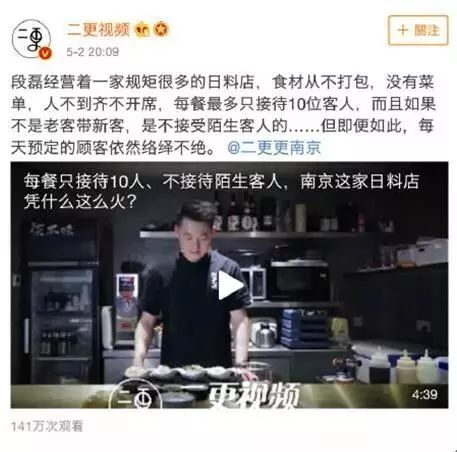 二更
二更视频
5-2 20:09
+ 關注
段磊经营着一家规矩很多的日料店，食材从不打包，没有菜
单，人不到齐不开席，每餐最多只接待10位客人，而且如果
不是老客带新客，是不接受陌生客人的……但即便如此，每
天预定的顾客依然络绎不绝。 @二更更南京
每餐只接待10人、不接待陌生客人，南京这家日料店
凭什么这么火？
二更视频
4:39
141万次观看